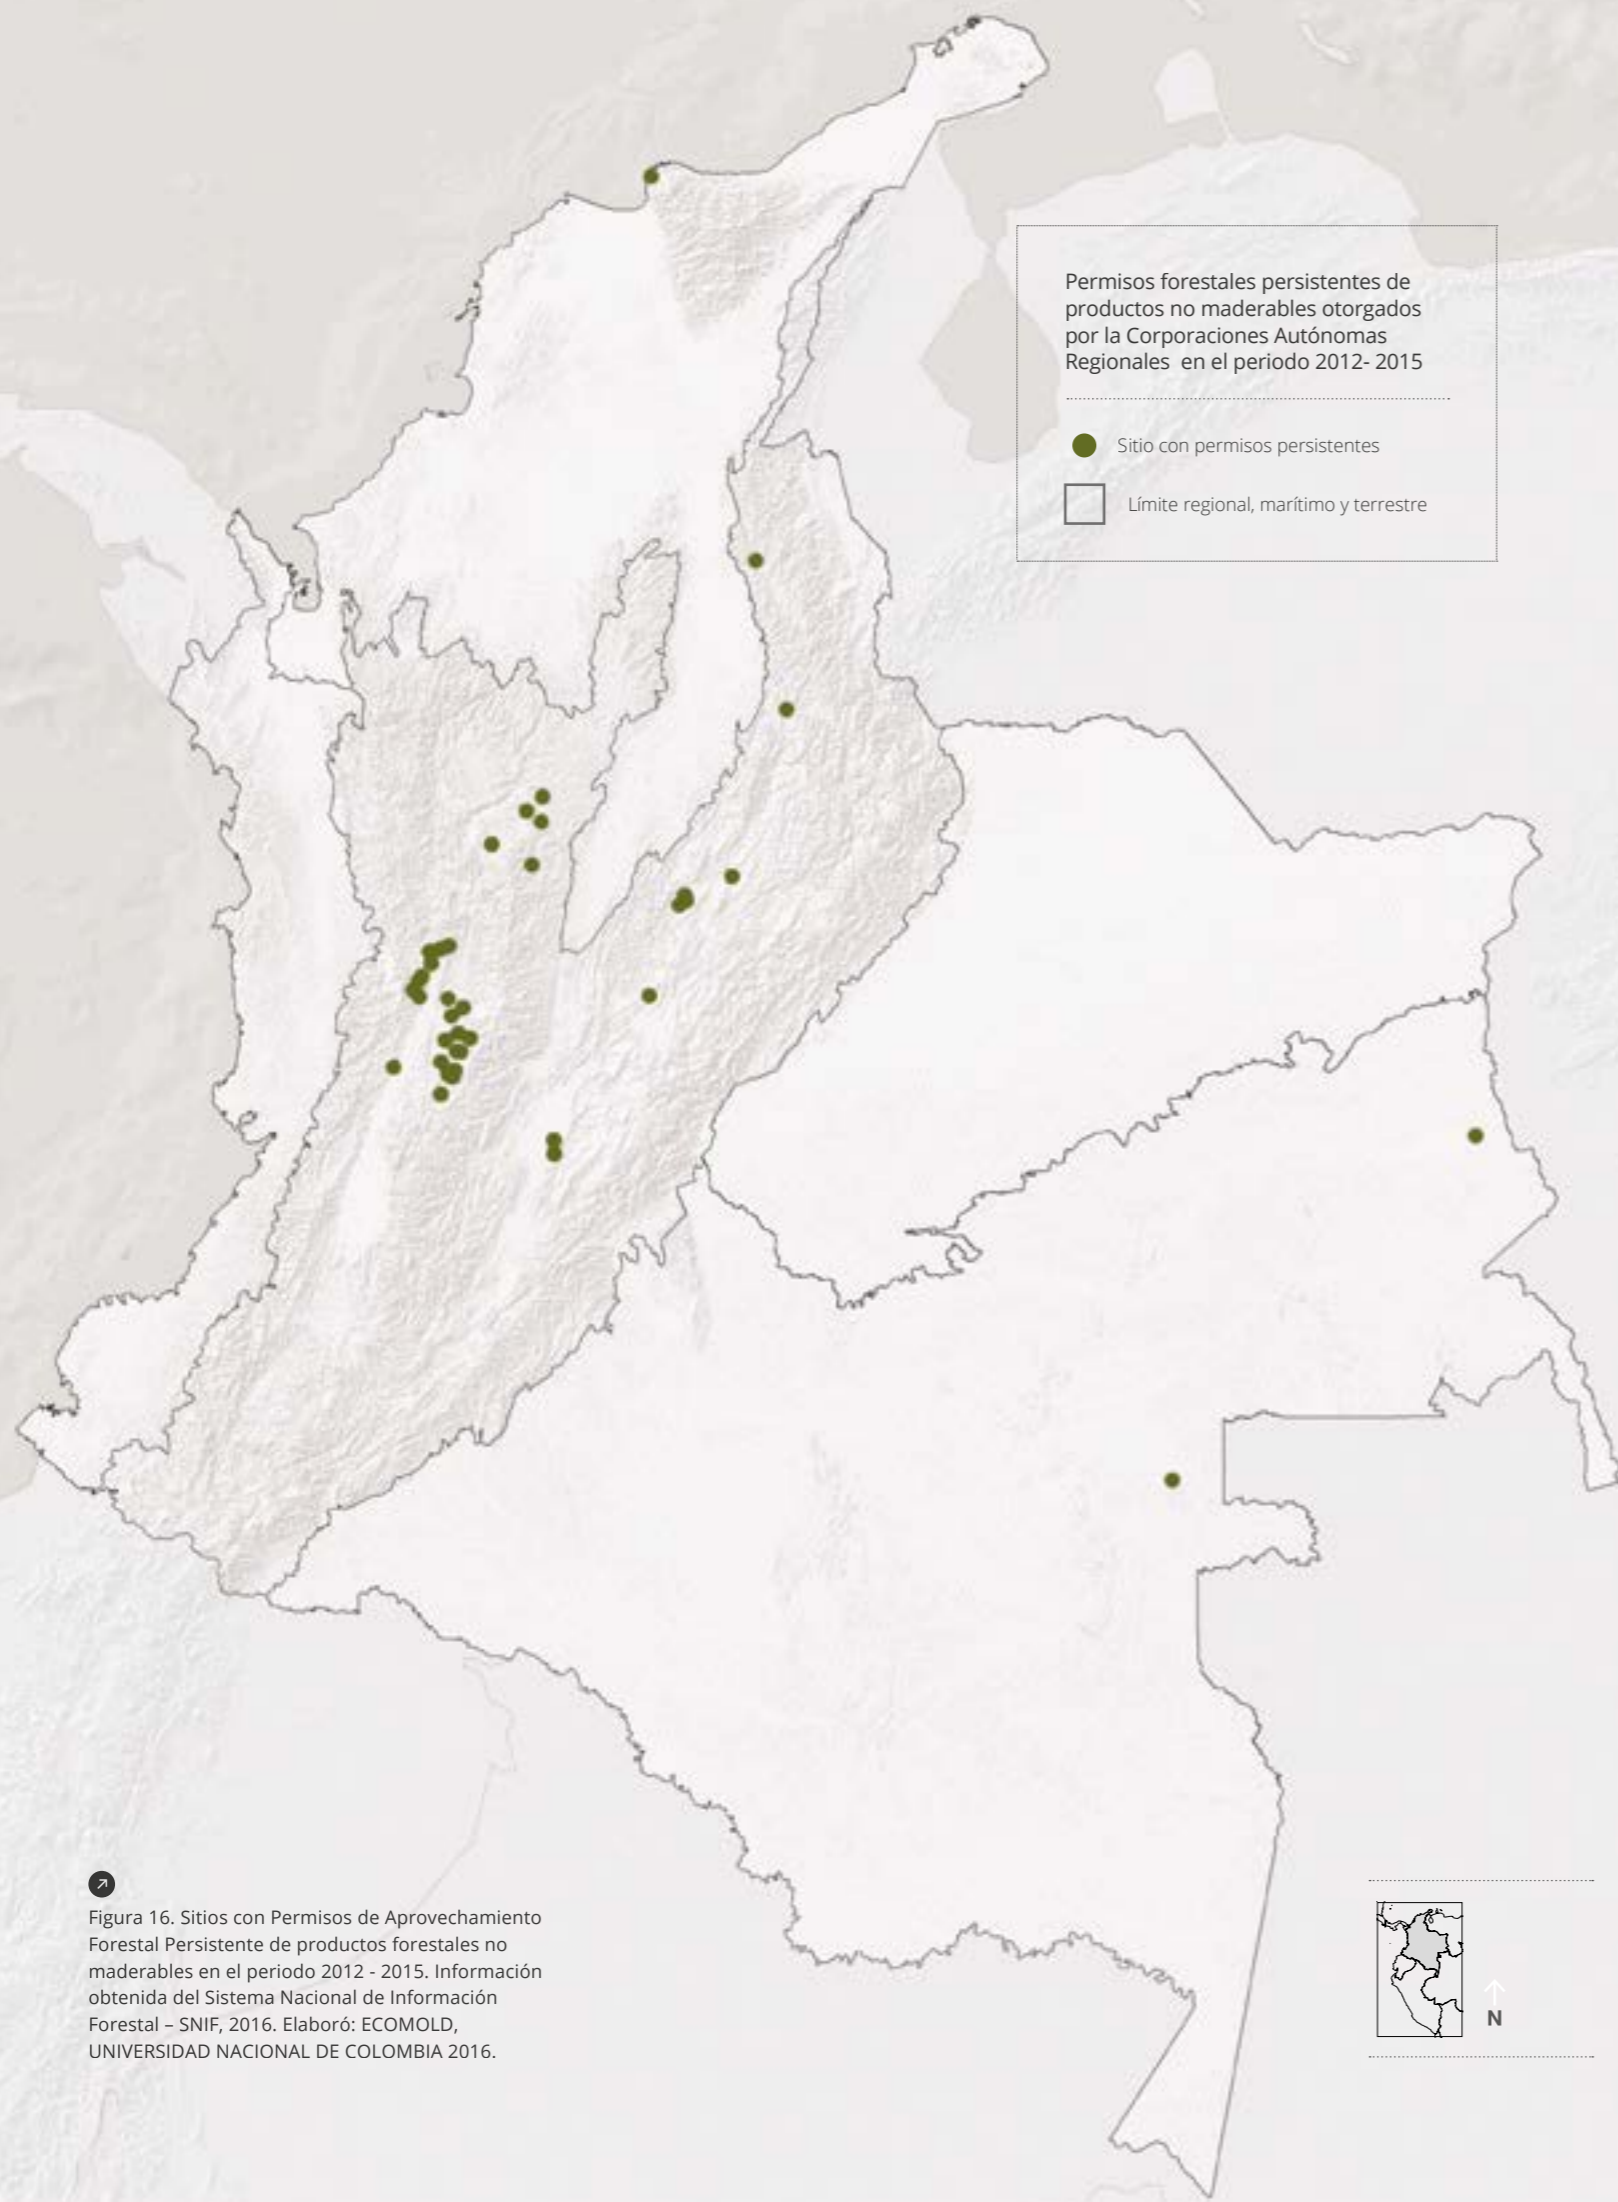 Permisos forestales persistentes de
productos no maderables otorgados
por la Corporaciones Autónomas
Regionales en el periodo 2012- 2015
Sitio con permisos persistentes
Límite regional, marítimo y terrestre
Figura 16. Sitios con Permisos de Aprovechamiento
Forestal Persistente de productos forestales no
maderables en el periodo 2012 - 2015. Información
obtenida del Sistema Nacional de Información
Forestal – SNIF, 2016. Elaboró: ECOMOLD,
UNIVERSIDAD NACIONAL DE COLOMBIA 2016.
N